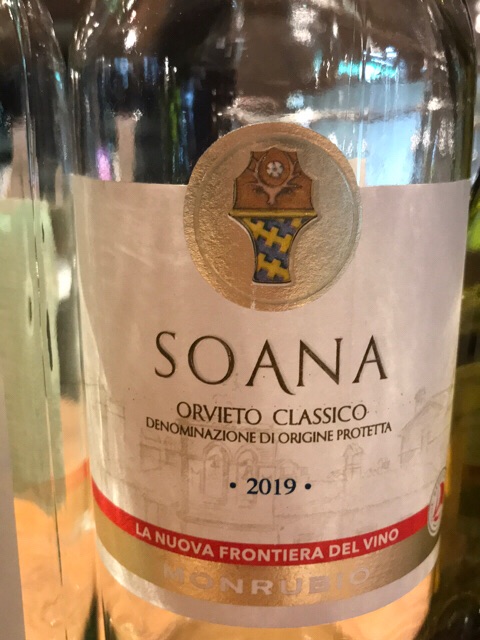 SOANA
ORVIETO CLASSICO
DENOMINAZIONE DI ORIGINE PROTETTA
• 2019 •
LA NUOVA FRONTIERA DEL VINO
MONRUBIO